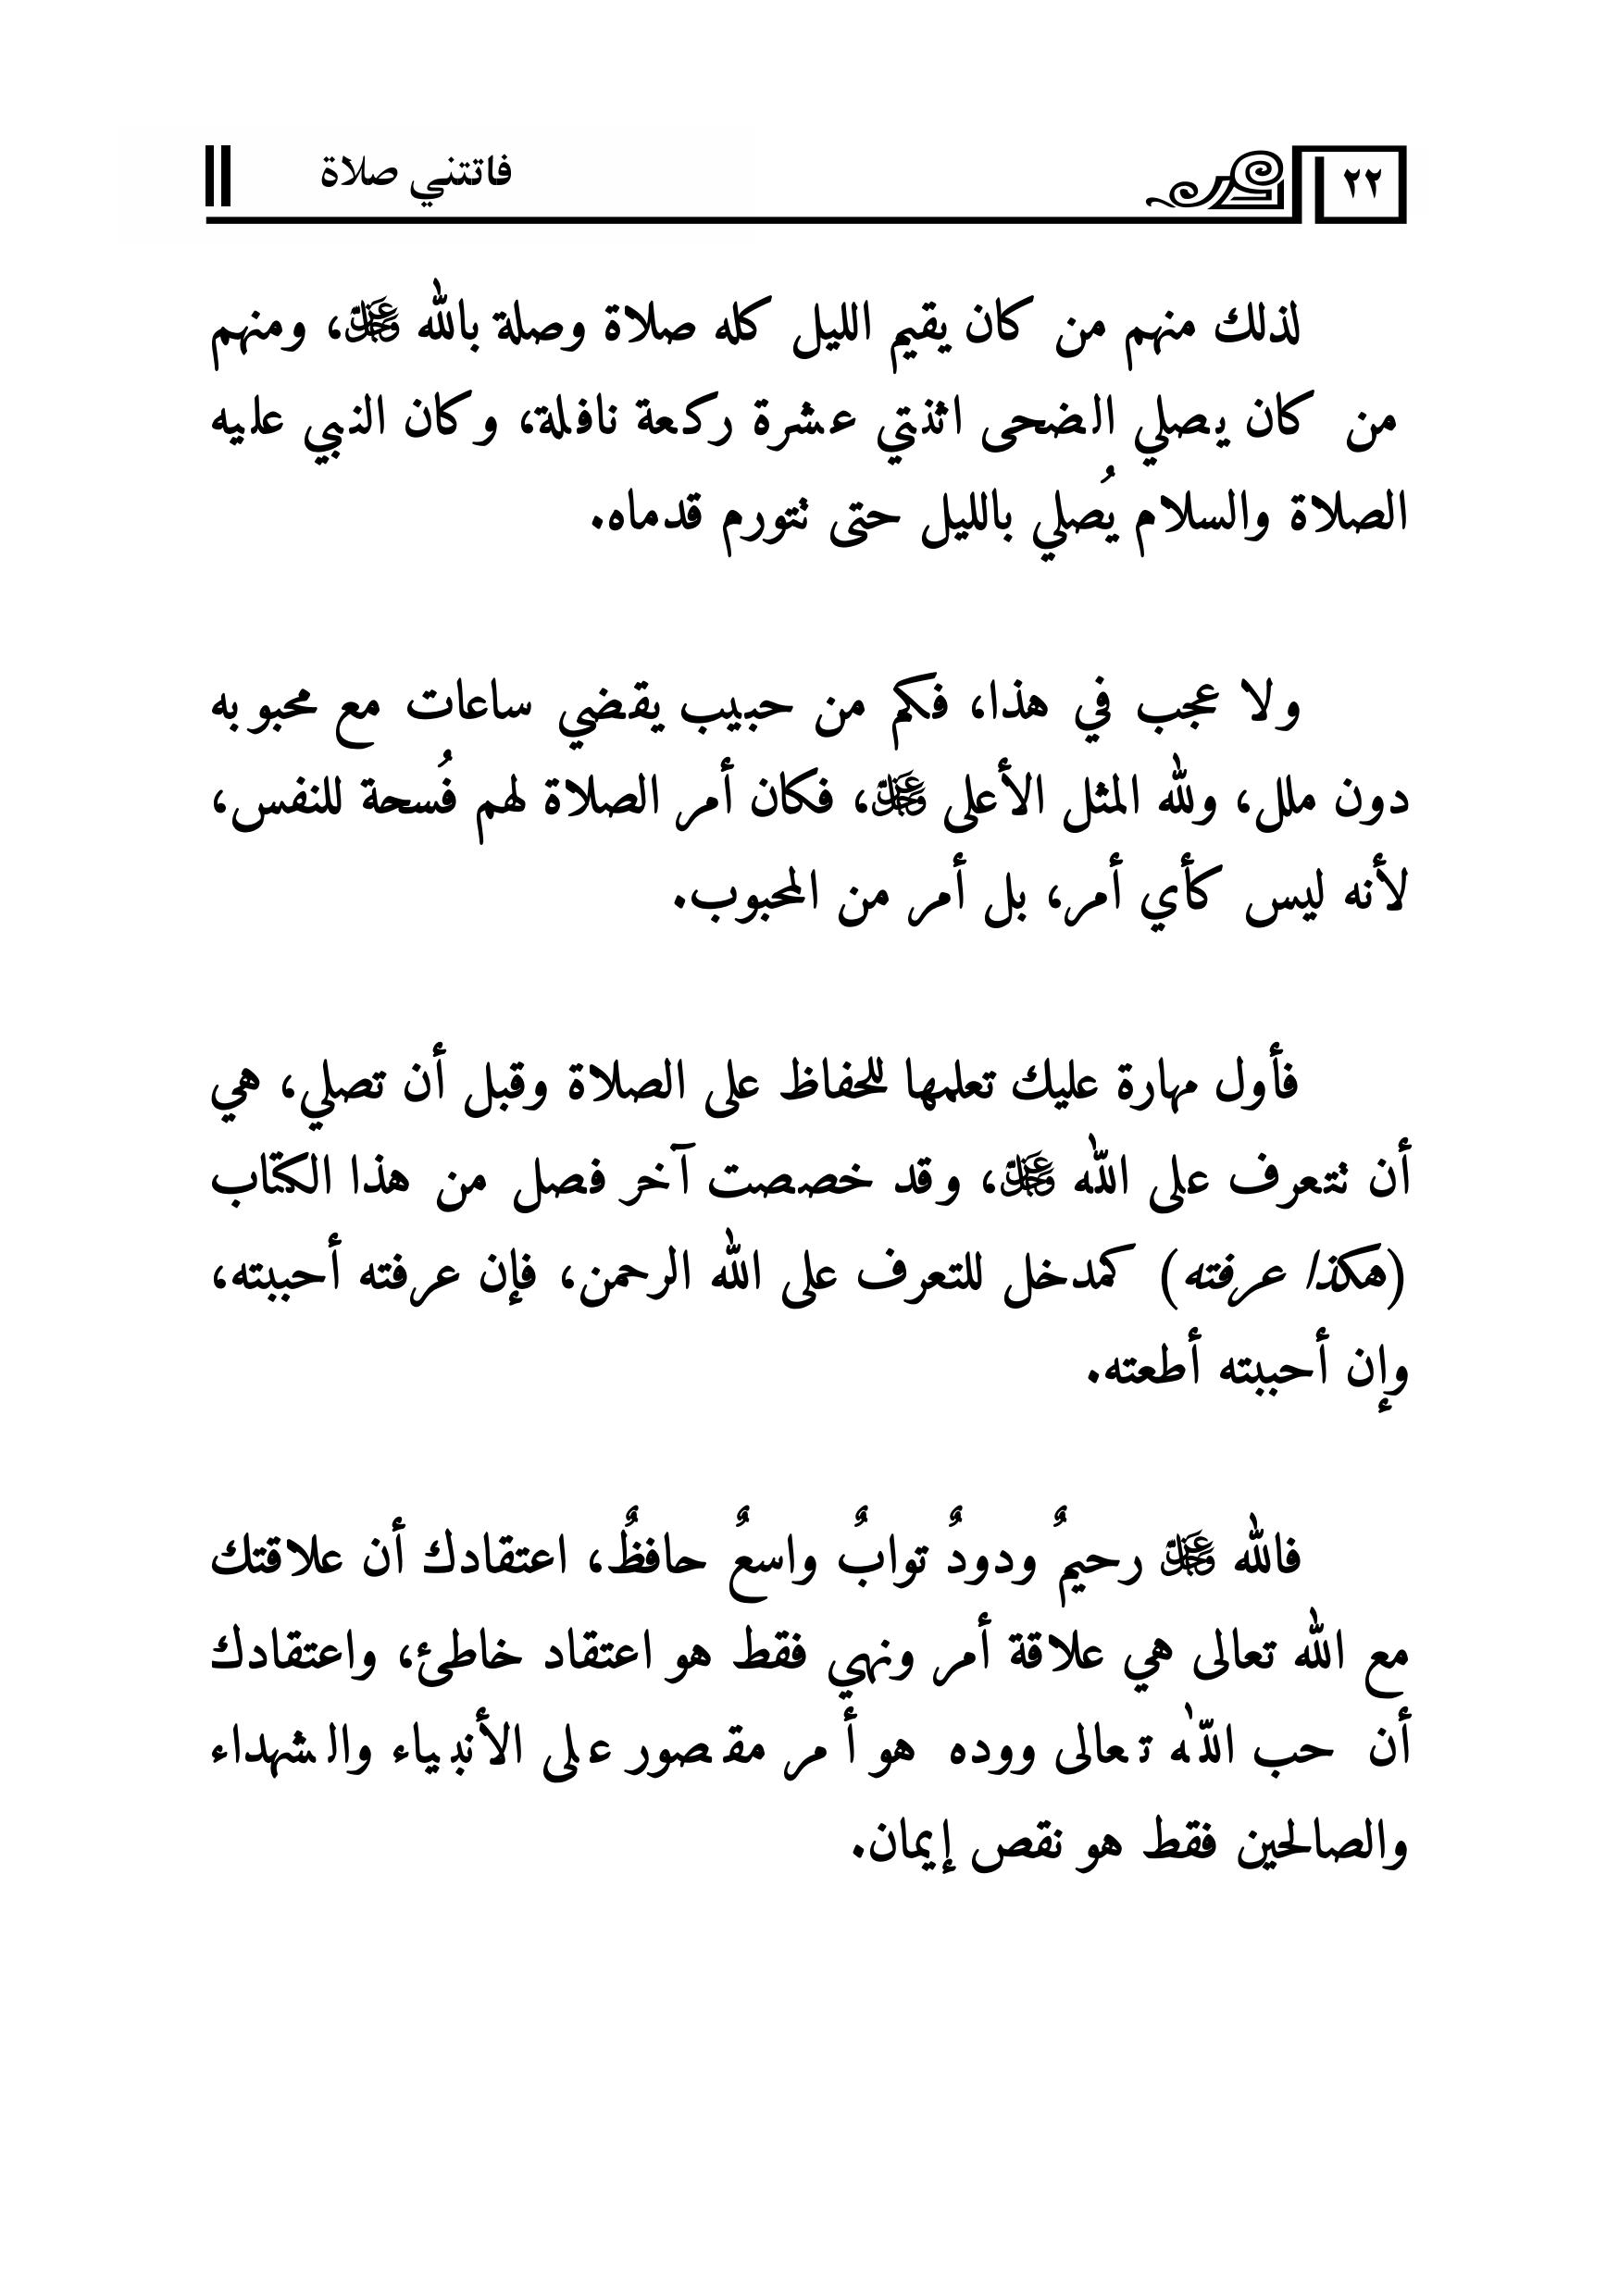 ٢٢ فاتتني صلاة
لذلك منهم من كان يقيم الليل كله صلاة وصلة بالله ﷻ، ومنهم
من كان يصلي الضحى اثنتي عشرة ركعة نافلة، وكان النبي عليه
الصلاة والسلام يُصلي بالليل حتى تتورم قدماه.
ولا عجب في هذا، فكم من حبيب يقضي ساعات مع محبوبه
دون ملل، ولله المثل الأعلى ﷻ، فكان أمر الصلاة لهم فُسحة للنفس،
لأنه ليس كأي أمر، بل أمر من المحبوب.
فأول مهارة عليك تعلمها للحفاظ على الصلاة وقبل أن تصلي، هي
أن تتعرف على الله ﷻ، وقد خصصت آخر فصل من هذا الكتاب
(هكذا عرفته) كمدخل للتعرف على الله الرحمن، فإن عرفته أحببته،
وإن أحببته أطعته.
فالله ﷻ رحيمٌ ودودٌ توابٌ واسعٌ حافظٌ، اعتقادك أن علاقتك
مع الله تعالى هي علاقة أمر ونهي فقط هو اعتقاد خاطئ، واعتقادك
أن حب الله تعالى ووده هو أمر مقصور على الأنبياء والشهداء
والصالحين فقط هو نقص إيمان.